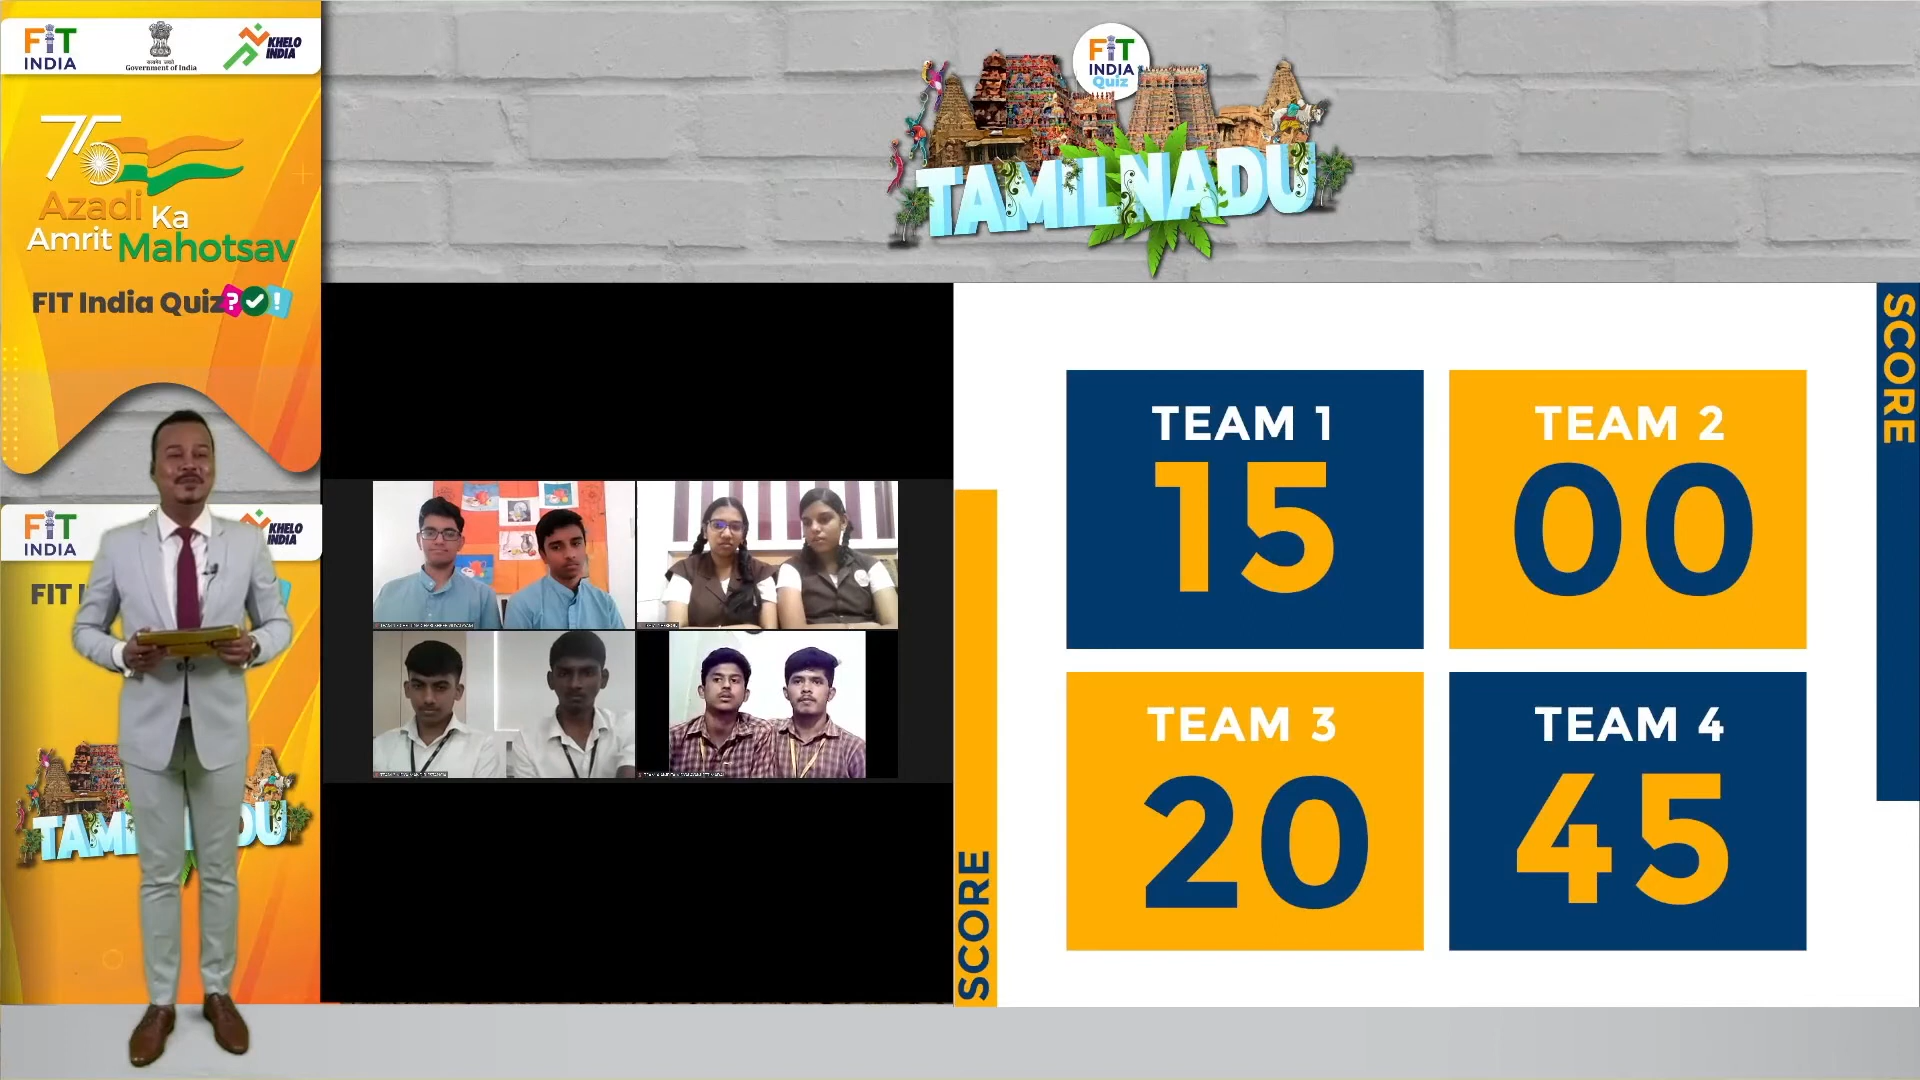 FIT
INDIA
Government of India
KHELO
INDIA
75
Azadi Ka
Amrit Mahotsav
FIT India Quiz?!
FIT
INDIA
KHELO
INDIA
FIT I
TAM DU
FIT
INDIA
Quiz
TAMILNADU
SCORE
SCORE
TEAM 1
15
TEAM 2
00
TEAM 3
20
TEAM 4
45